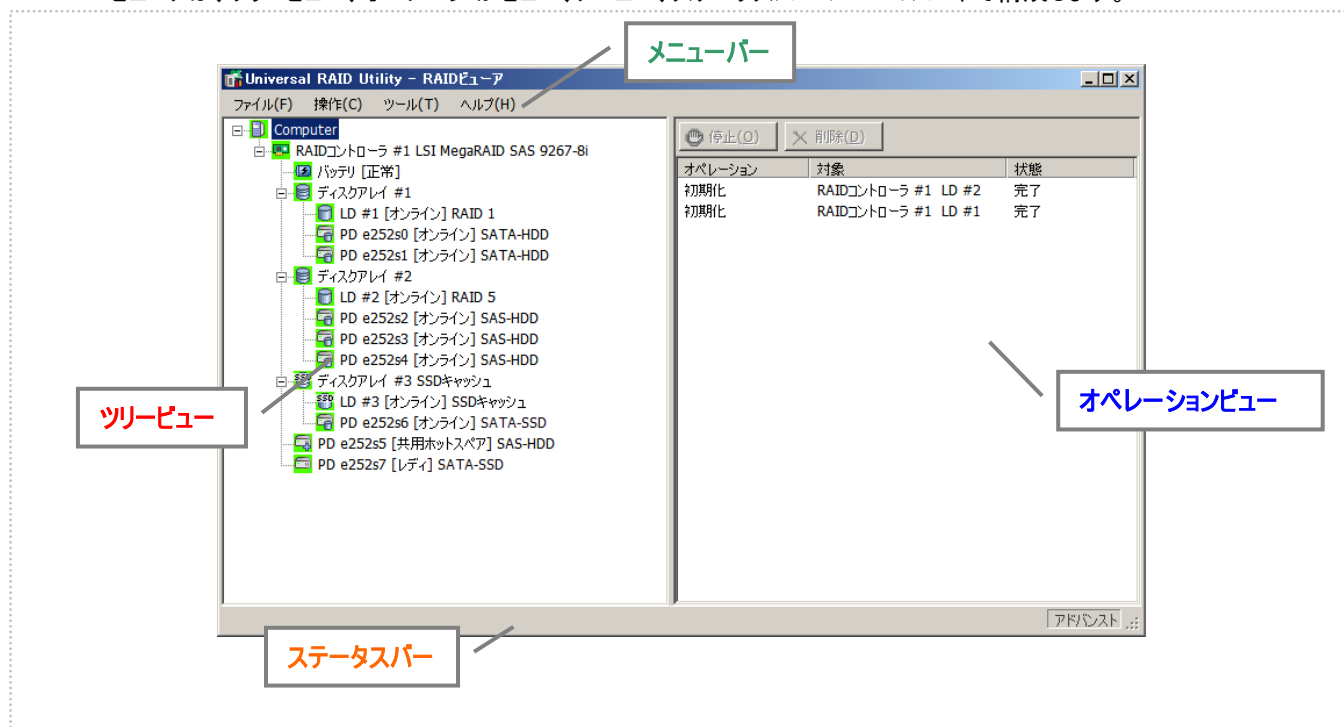 メニューバー
Universal RAID Utility - RAIDビューア
ファイル(F) 操作(C) ツール(T) ヘルプ(H)
Computer
RAIDコントローラ #1 LSI MegaRAID SAS 9267-8i
バッテリ [正常]
ディスクアレイ #1
LD #1 [オンライン] RAID 1
PD e252s0 [オンライン] SATA-HDD
PD e252s1 [オンライン] SATA-HDD
ディスクアレイ #2
LD #2 [オンライン] RAID 5
PD e252s2 [オンライン] SAS-HDD
PD e252s3 [オンライン] SAS-HDD
PD e252s4 [オンライン] SAS-HDD
ディスクアレイ #3 SSDキャッシュ
LD #3 [オンライン] SSDキャッシュ
PD e252s6 [オンライン] SATA-SSD
PD e252s5 [共用ホットスペア] SAS-HDD
PD e252s7 [レディ] SATA-SSD
停止(O) 削除(D)
オペレーション 対象 状態
初期化 RAIDコントローラ #1 LD #2 完了
初期化 RAIDコントローラ #1 LD #1 完了
ツリービュー
オペレーションビュー
アドバンスト
ステータスバー